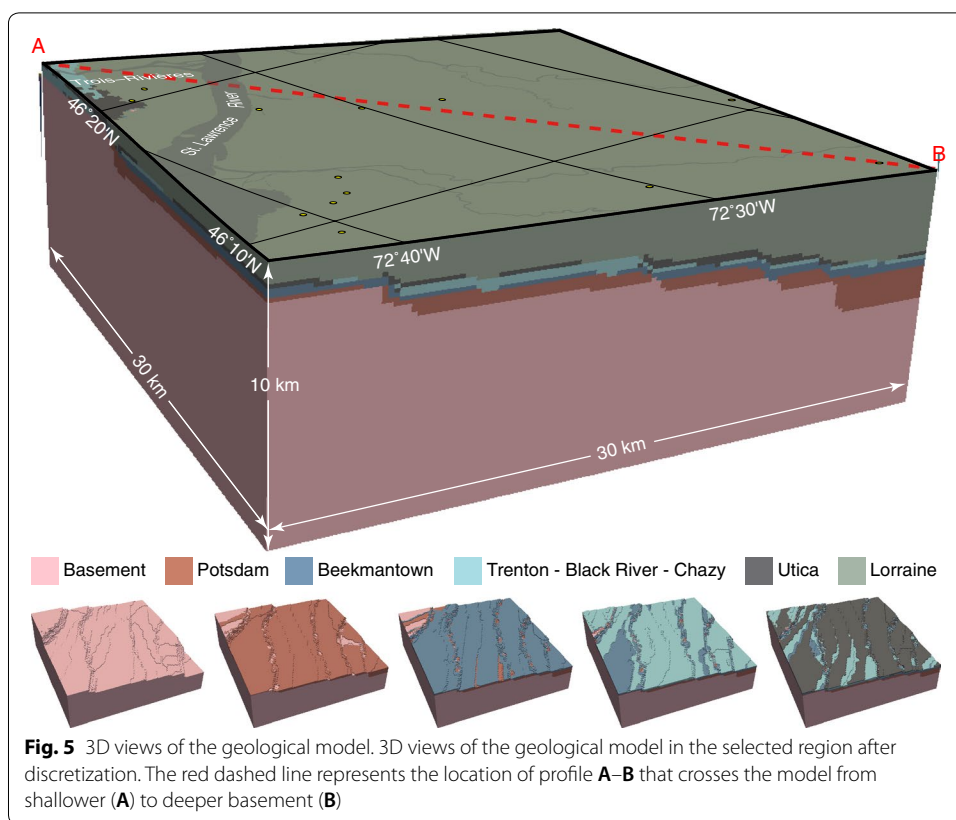 A
Trois–Rivières
46°20'N
St. Lawrence River
B
72°30'W
46°10'N
72°40'W
30 km
10 km
30 km
Basement
Potsdam
Beekmantown
Trenton - Black River - Chazy
Utica
Lorraine
Fig. 5 3D views of the geological model. 3D views of the geological model in the selected region after
discretization. The red dashed line represents the location of profile A–B that crosses the model from
shallower (A) to deeper basement (B)